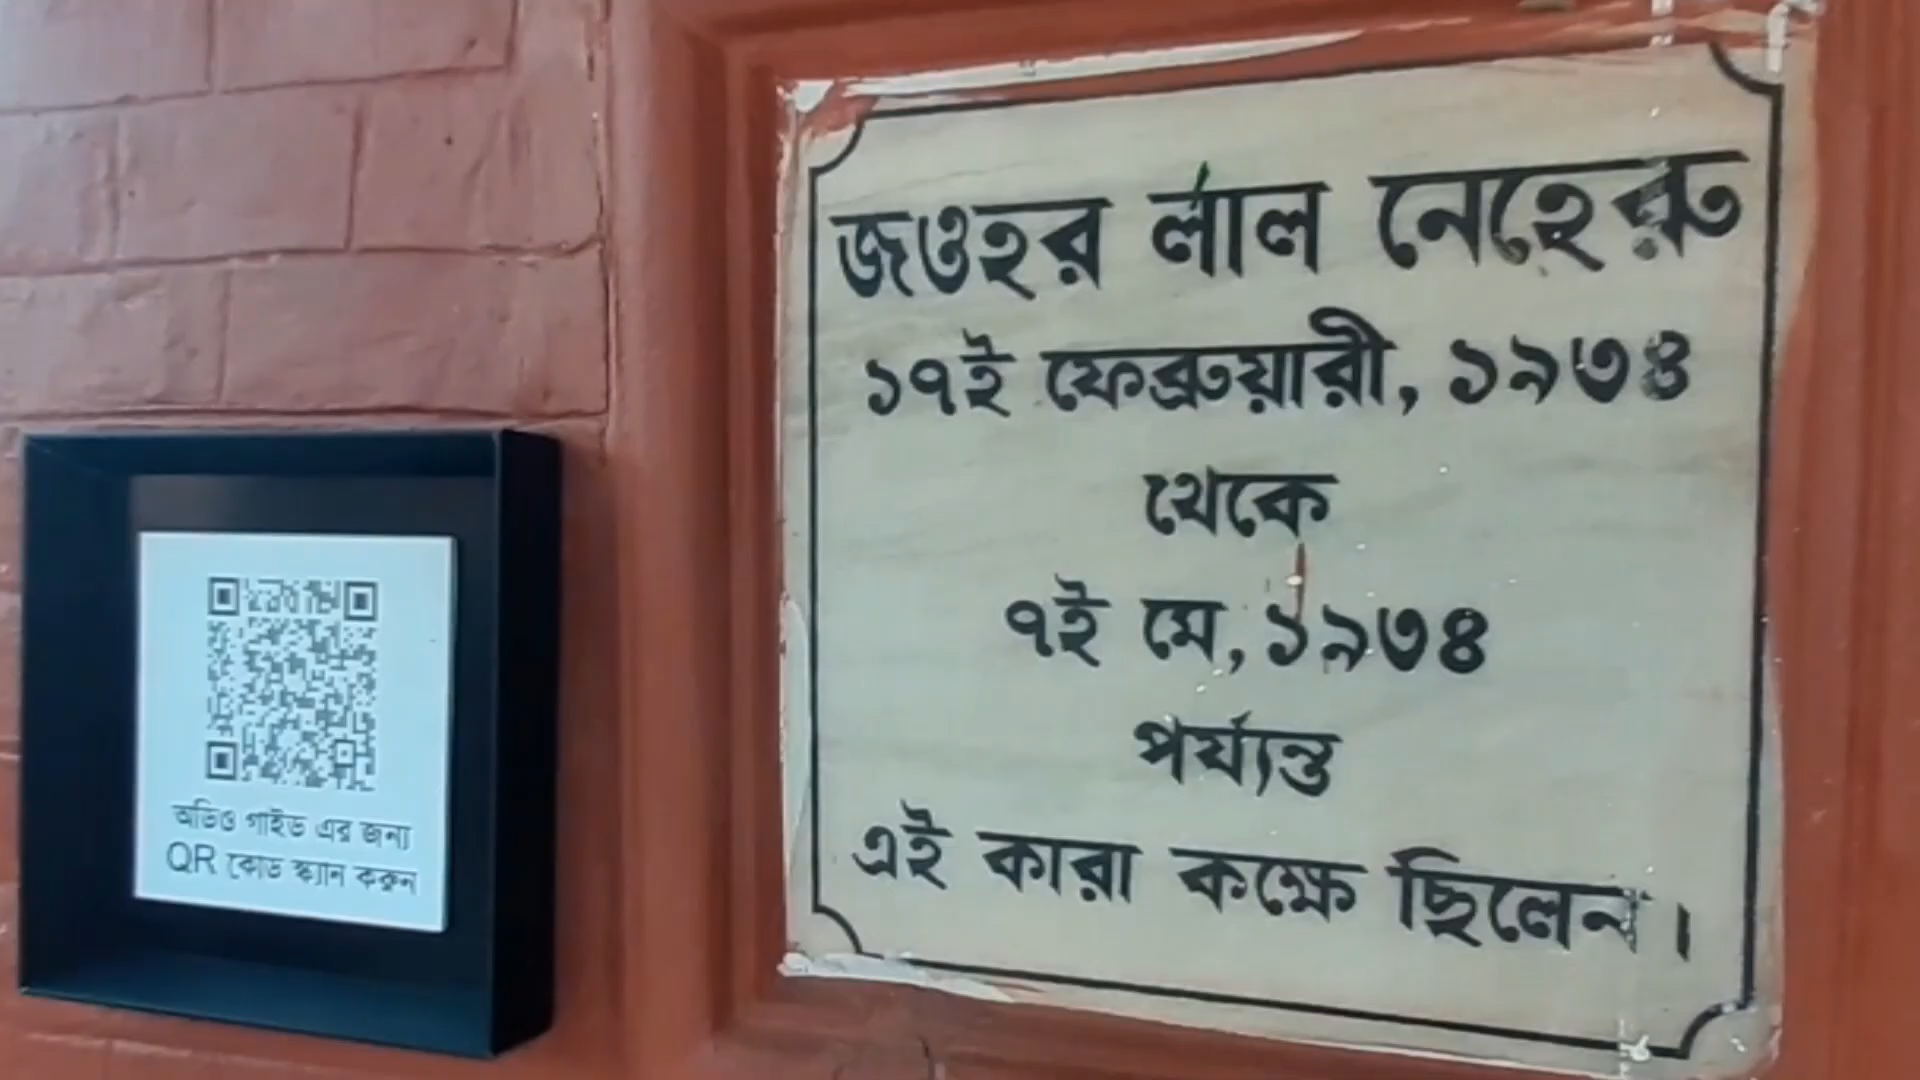 জওহর লাল নেহেরু
১৭ই ফেব্রুয়ারী, ১৯৩৪
থেকে
৭ই মে, ১৯৩৪
পর্য্যন্ত
এই কারা কক্ষে ছিলেন।
অডিও গাইড এর জন্য
QR কোড স্ক্যান করুন